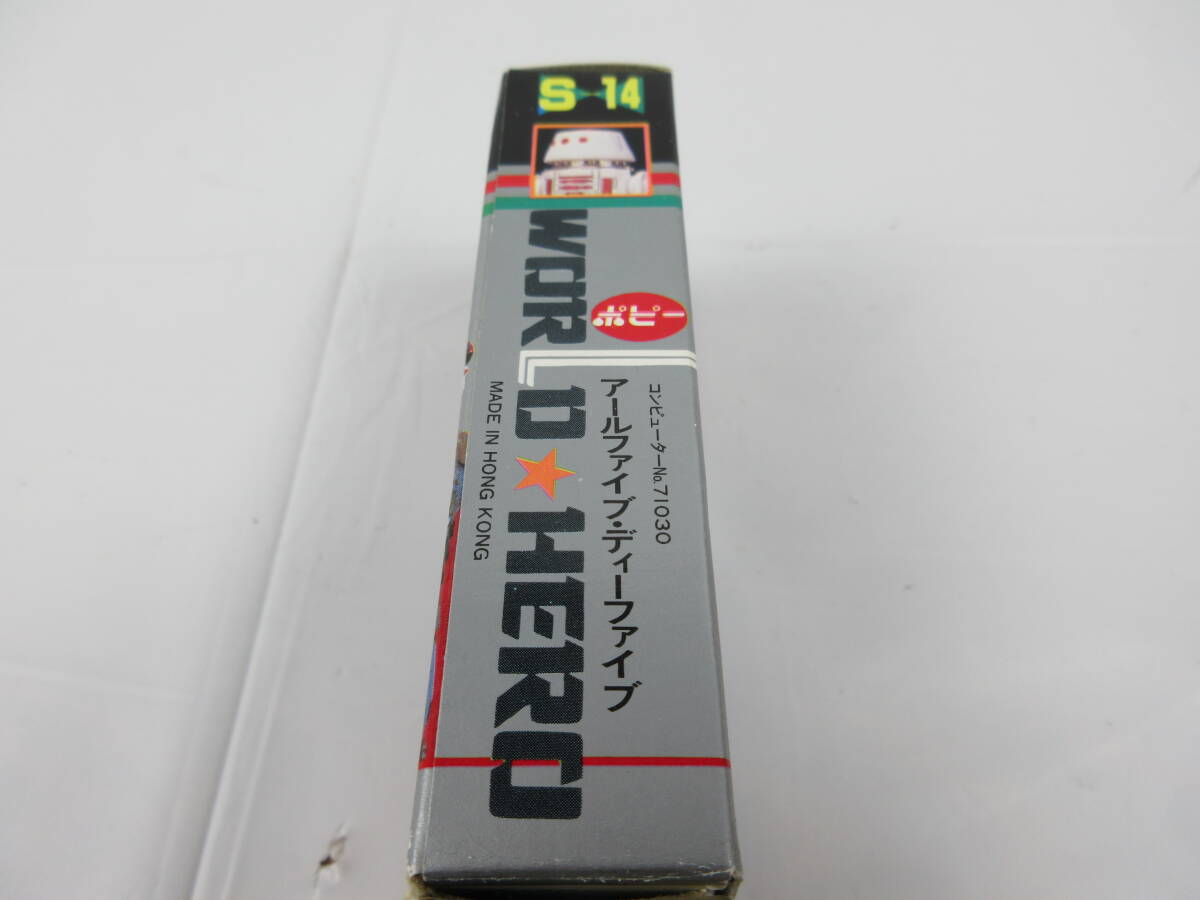 S-14
ポピー
コンピューターNo.71030
アールファイブ・ディーファイブ
WORLD★HERO
MADE IN HONG KONG